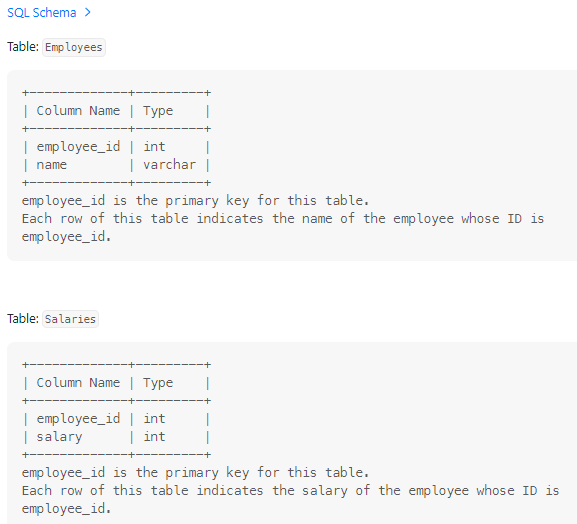 SQL Schema >
Table: Employees
+-------------+---------+
| Column Name | Type    |
+-------------+---------+
| employee_id | int     |
| name        | varchar |
+-------------+---------+
employee_id is the primary key for this table.
Each row of this table indicates the name of the employee whose ID is
employee_id.
Table: Salaries
+-------------+---------+
| Column Name | Type    |
+-------------+---------+
| employee_id | int     |
| salary      | int     |
+-------------+---------+
employee_id is the primary key for this table.
Each row of this table indicates the salary of the employee whose ID is
employee_id.